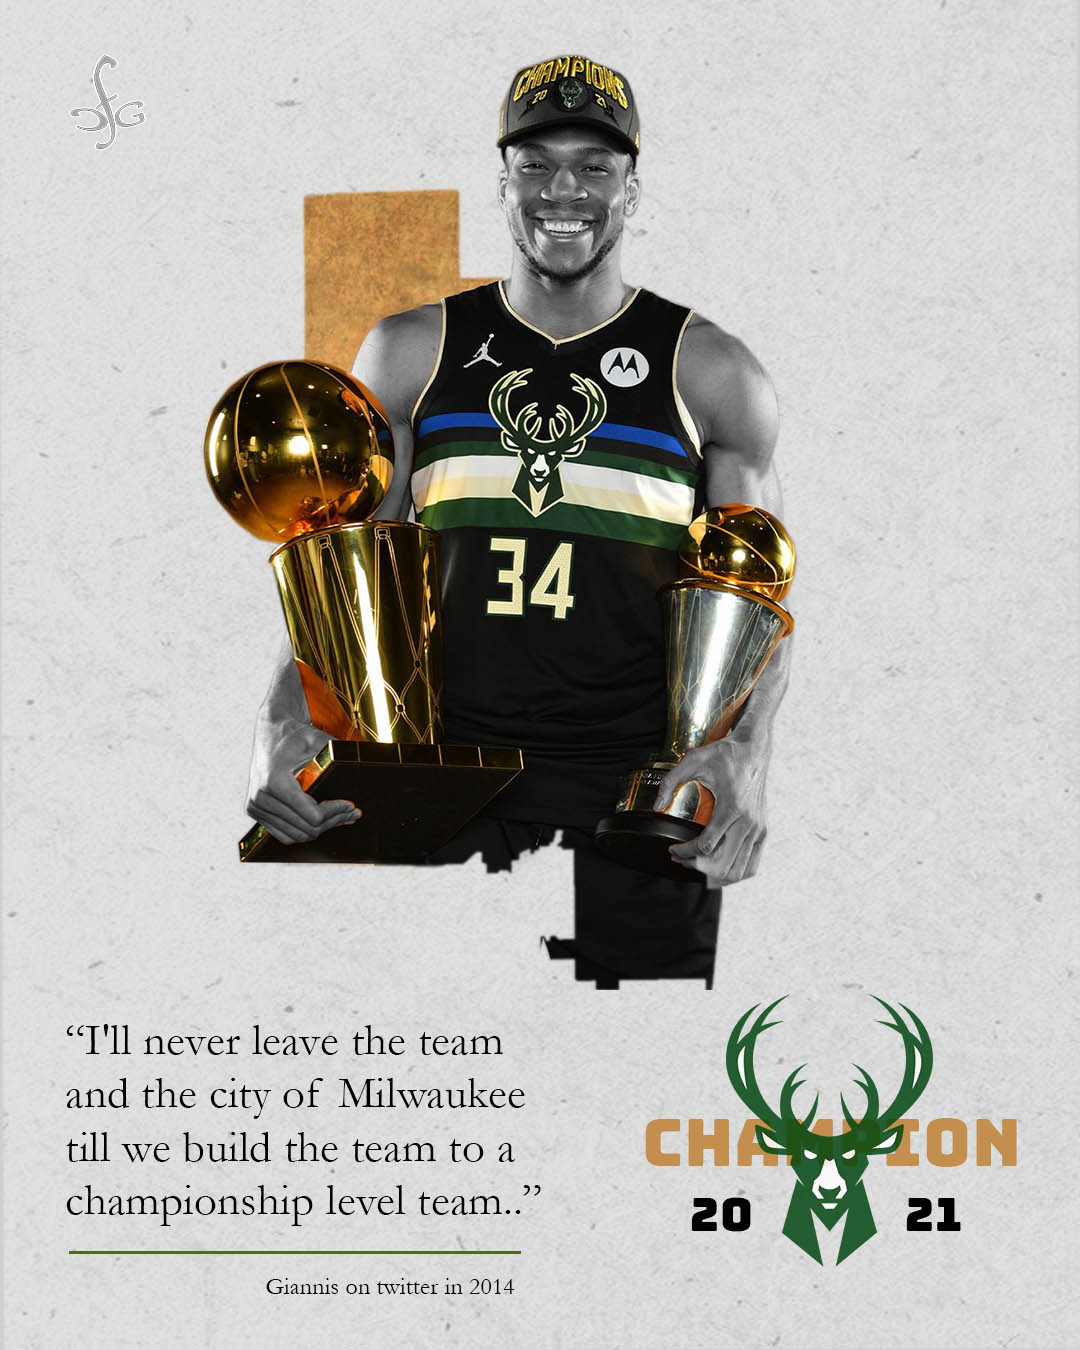 CHAMPIONS
20 21
34
“I'll never leave the team
and the city of Milwaukee
till we build the team to a
championship level team..”
Giannis on twitter in 2014
CHAMPION
20 21